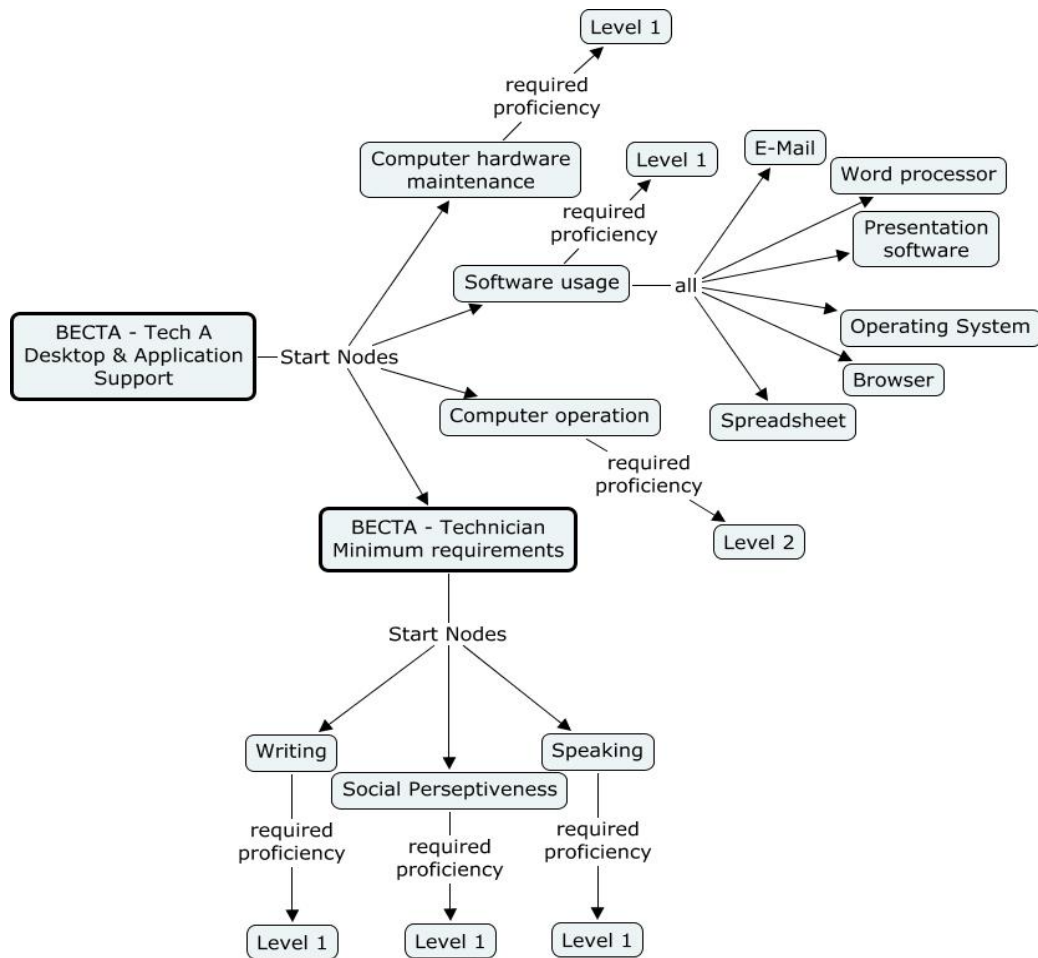 Level 1
required
proficiency
Computer hardware
maintenance
Level 1
required
proficiency
Software usage
all
E-Mail
Word processor
Presentation
software
Operating System
Browser
Spreadsheet
BECTA - Tech A
Desktop & Application
Support
Start Nodes
Computer operation
required
proficiency
Level 2
BECTA - Technician
Minimum requirements
Start Nodes
Writing
Social Perseptiveness
Speaking
required
proficiency
required
proficiency
required
proficiency
Level 1
Level 1
Level 1